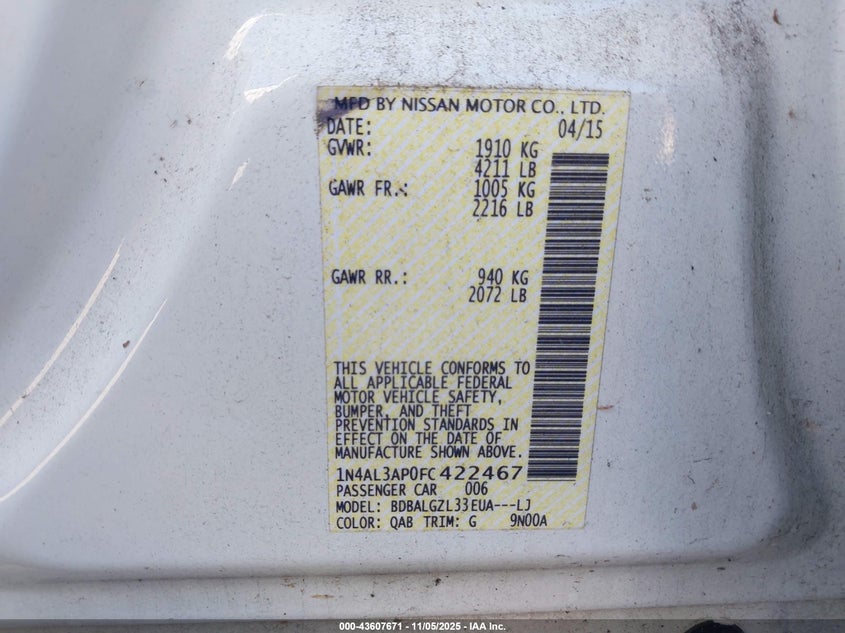 MFD BY NISSAN MOTOR CO., LTD.
DATE: 04/15
GVWR: 1910 KG
4211 LB
GAWR FR.: 1005 KG
2216 LB
GAWR RR.: 940 KG
2072 LB
THIS VEHICLE CONFORMS TO
ALL APPLICABLE FEDERAL
MOTOR VEHICLE SAFETY,
BUMPER, AND THEFT
PREVENTION STANDARDS IN
EFFECT ON THE DATE OF
MANUFACTURE SHOWN ABOVE.
1N4AL3AP0FC422467
PASSENGER CAR 006
MODEL: BDBALGZL33EUA---LJ
COLOR: QAB TRIM: G 9N00A
000-43607671 - 11/05/2025 - IAA Inc.